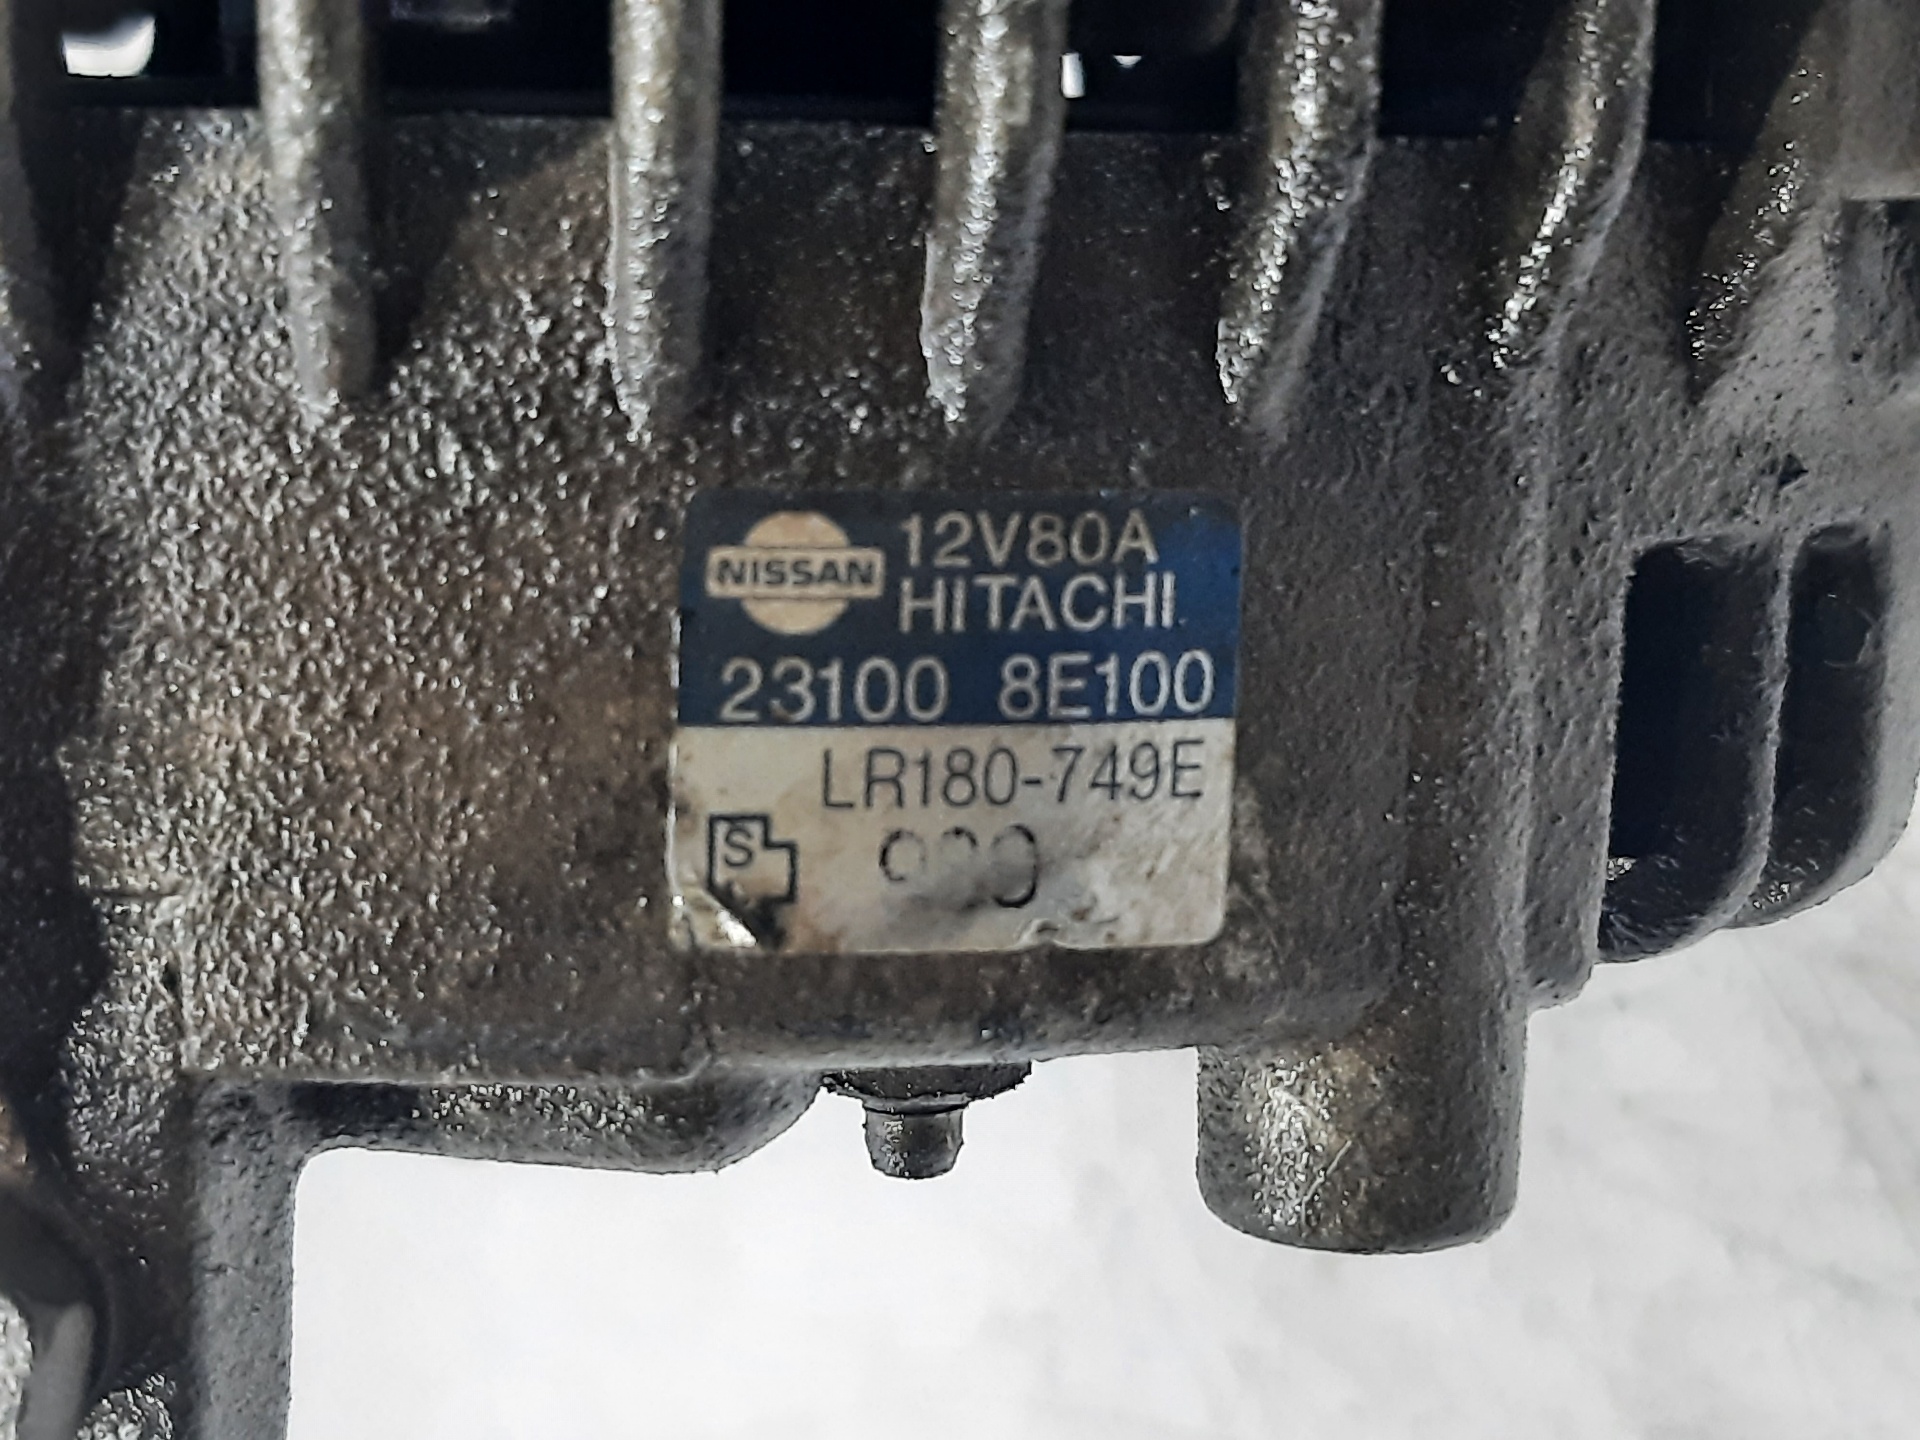 NISSAN
12V80A
HITACHI
23100 8E100
LR180-749E
S